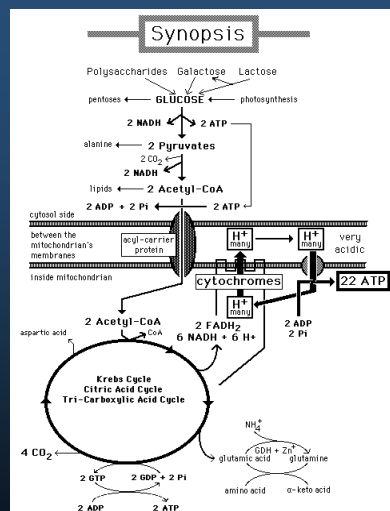 Synopsis
Polysaccharides Galactose Lactose
pentoses GLUCOSE photosynthesis
2 NADH 2 ATP
alanine 2 Pyruvates
2 CO2
2 NADH
lipids 2 Acetyl-CoA
2 ADP + 2 Pi 2 ATP
cytosol side
between the mitochondrian's membranes
acyl-carrier protein
H+ many
H+ many
very acidic
inside mitochondrian
cytochromes
22 ATP
H+ many
2 Acetyl-CoA
CoA
2 FADH2
6 NADH + 6 H+
2 ADP
2 Pi
aspartic acid
Krebs Cycle
Citric Acid Cycle
Tri-Carboxylic Acid Cycle
4 CO2
NH4+
GDH + Zn+
glutamic acid glutamine
2 GTP 2 GDP + 2 Pi
amino acid α-keto acid
2 ADP 2 ATP